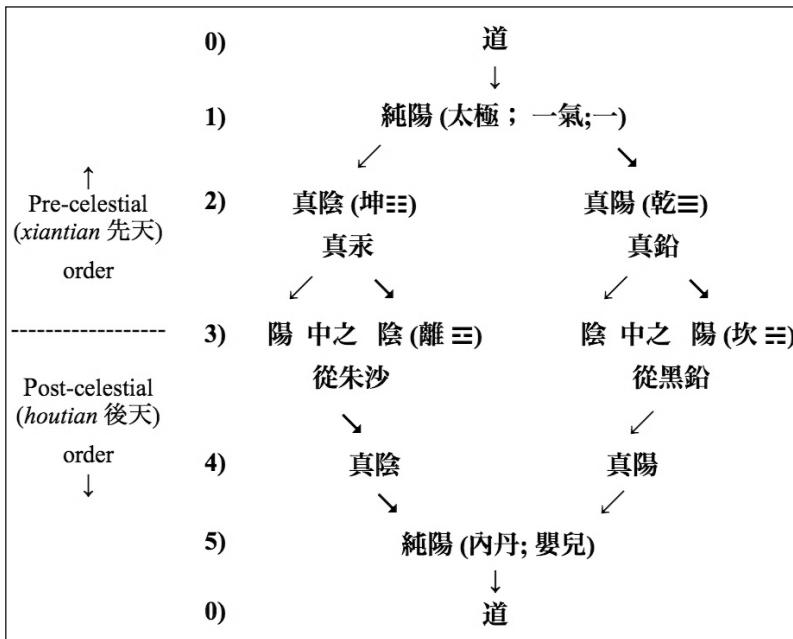 0) 道
↓
1) 純陽 (太極； 一氣;一)
↙ ↘
↑
Pre-celestial
(xiantian 先天)
order
2) 真陰 (坤☷) 真陽 (乾☰)
真汞 真鉛
↙ ↘ ↙ ↘
------------------
3) 陽 中之 陰 (離 ☲) 陰 中之 陽 (坎 ☵)
從朱沙 從黑鉛
Post-celestial
(houtian 後天)
order
↓
↘ ↙
4) 真陰 真陽
↘ ↙
5) 純陽 (內丹; 嬰兒)
↓
0) 道